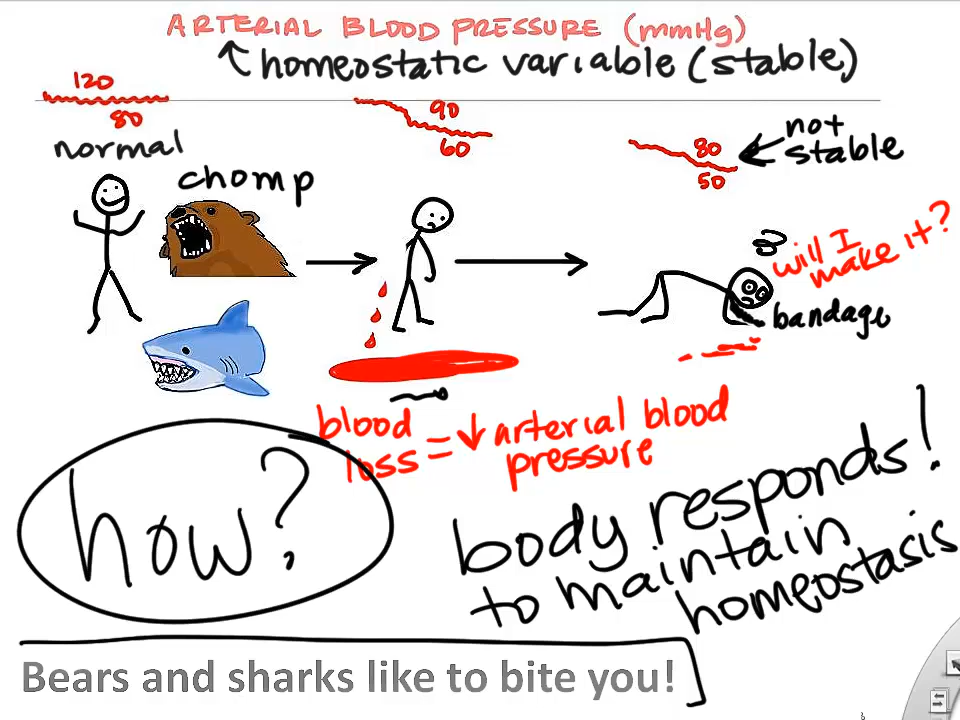 ARTERIAL BLOOD PRESSURE (mmHg)
homeostatic variable (stable)
120
80
normal
chomp
90
60
80
50
not
stable
will I
make it?
bandage
blood
loss = ↓ arterial blood
pressure
how?
body responds!
to maintain
homeostasis
Bears and sharks like to bite you!